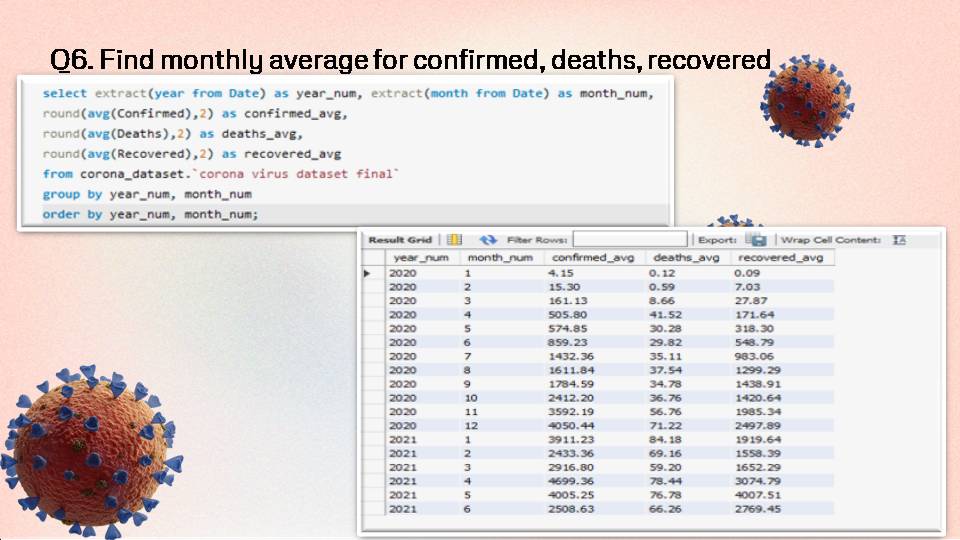 Q6. Find monthly average for confirmed, deaths, recovered
select extract(year from Date) as year_num, extract(month from Date) as month_num,
round(avg(Confirmed),2) as confirmed_avg,
round(avg(Deaths),2) as deaths_avg,
round(avg(Recovered),2) as recovered_avg
from corona_dataset.`corona virus dataset final`
group by year_num, month_num
order by year_num, month_num;
Result Grid Filter Rows: Export: Wrap Cell Content:
year_num month_num confirmed_avg deaths_avg recovered_avg
2020 1 4.15 0.12 0.09
2020 2 15.30 0.59 7.03
2020 3 161.13 8.66 27.87
2020 4 505.80 41.52 171.64
2020 5 574.85 30.28 318.30
2020 6 859.23 29.82 548.79
2020 7 1432.36 35.11 983.06
2020 8 1611.84 37.54 1299.29
2020 9 1784.59 34.78 1438.91
2020 10 2412.20 36.76 1420.64
2020 11 3592.19 56.76 1985.34
2020 12 4050.44 71.22 2497.89
2021 1 3911.23 84.18 1919.64
2021 2 2433.36 69.16 1558.39
2021 3 2916.80 59.20 1652.29
2021 4 4699.36 78.44 3074.79
2021 5 4005.25 76.78 4007.51
2021 6 2508.63 66.26 2769.45